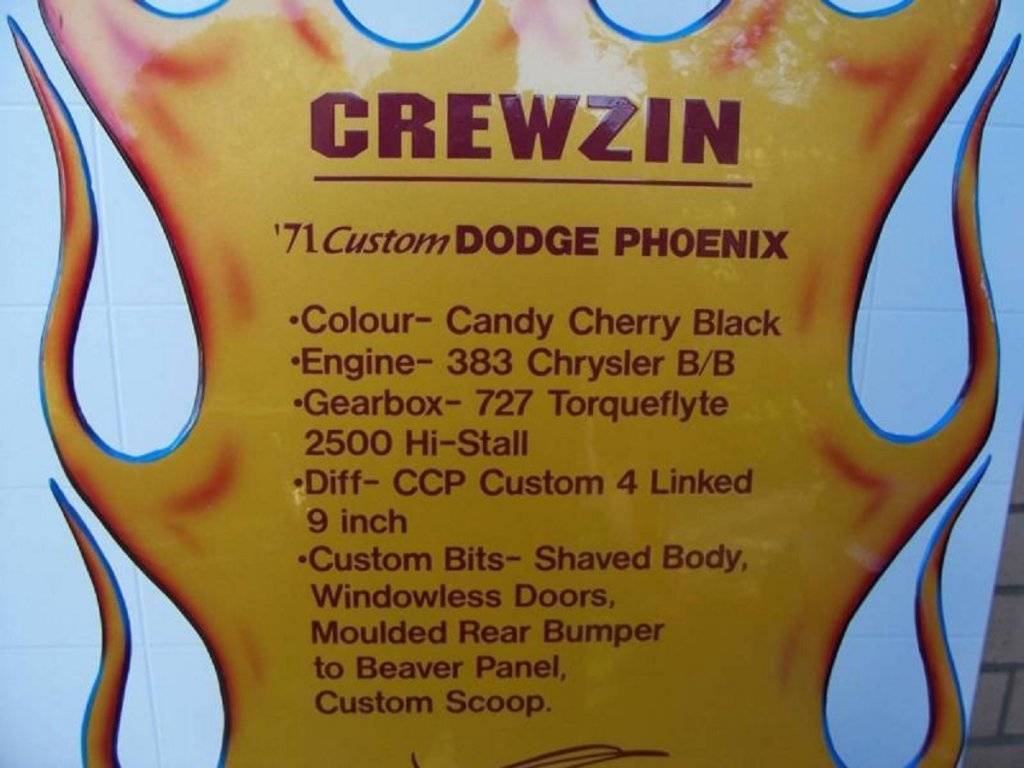 CREWZIN
'71 Custom DODGE PHOENIX
•Colour- Candy Cherry Black
•Engine- 383 Chrysler B/B
•Gearbox- 727 Torqueflyte
2500 Hi-Stall
•Diff- CCP Custom 4 Linked
9 inch
•Custom Bits- Shaved Body,
Windowless Doors,
Moulded Rear Bumper
to Beaver Panel,
Custom Scoop.